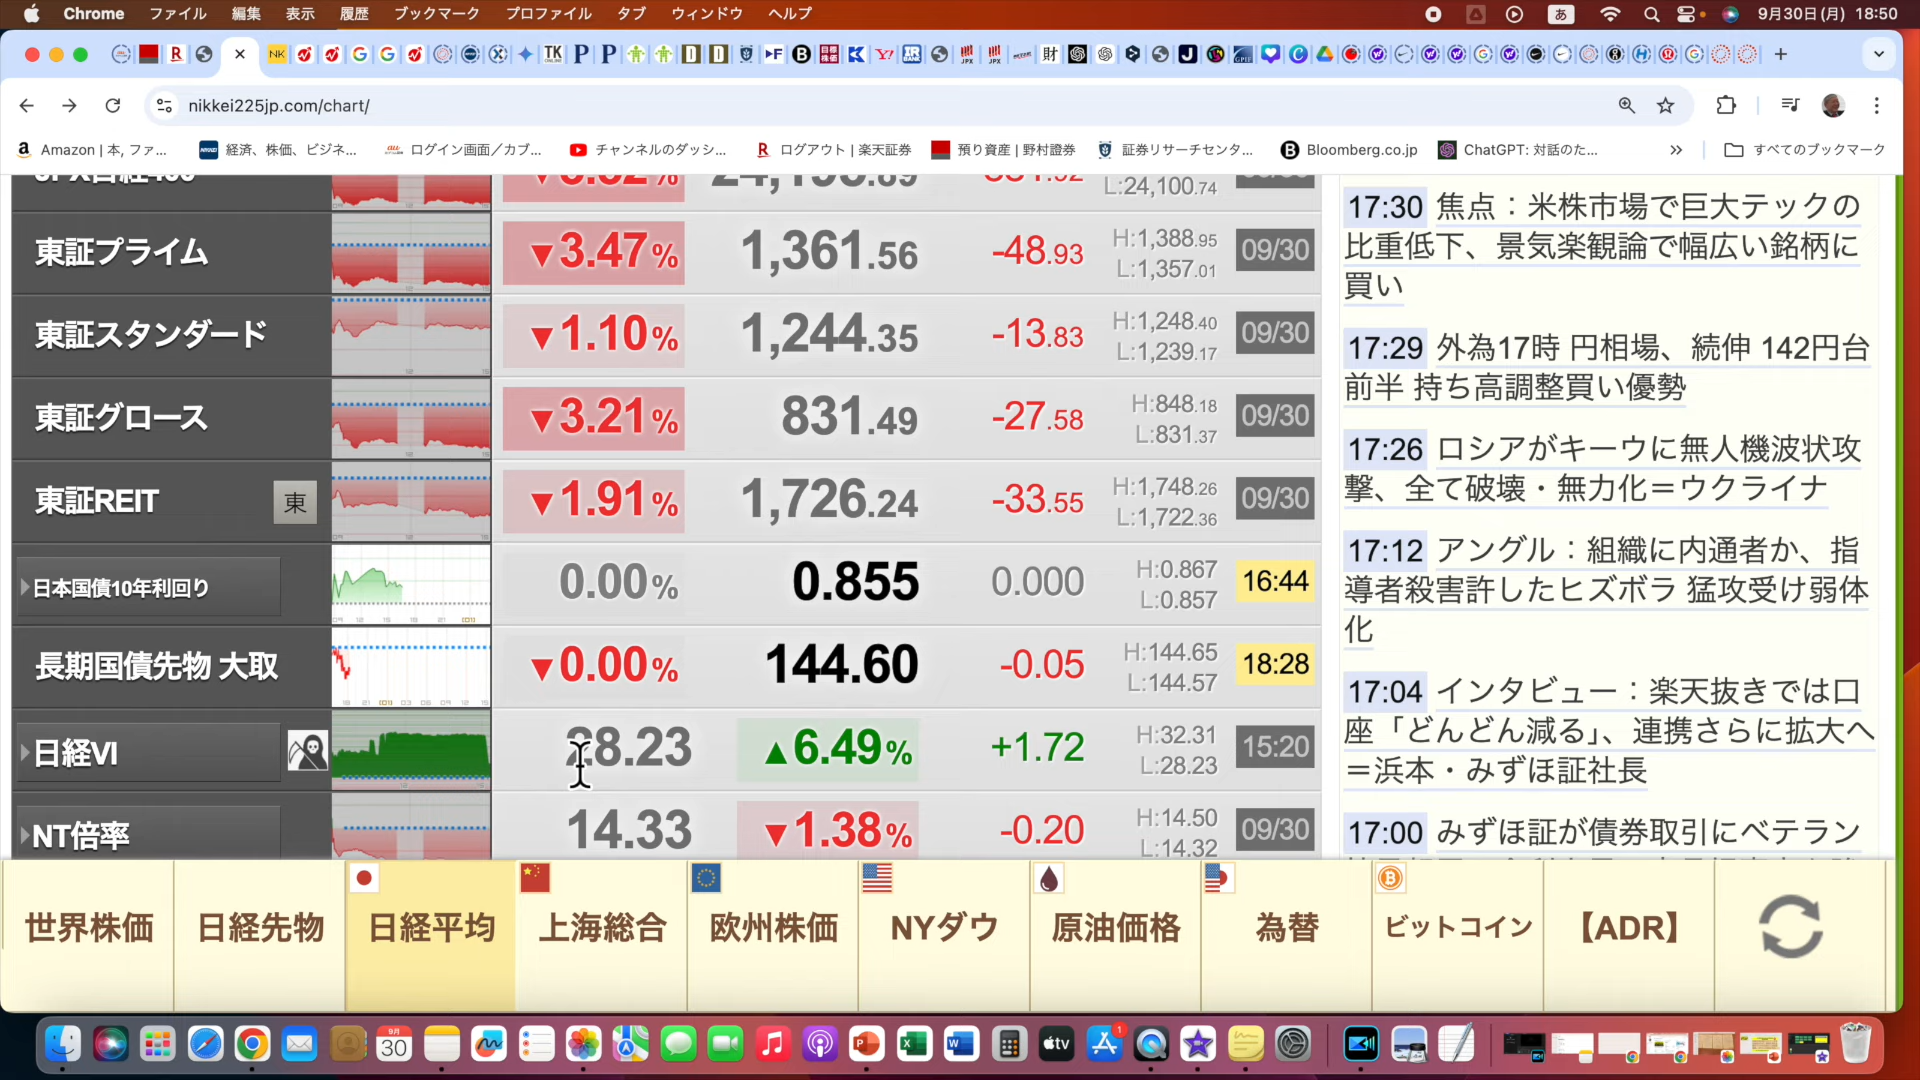 Chrome ファイル 編集 表示 履歴 ブックマーク プロファイル タブ ウィンドウ ヘルプ
あ 9月30日(月) 18:50
nikkei225jp.com/chart/
Amazon | 本, ファ... 経済、株価、ビジネ... ログイン画面／カブ... チャンネルのダッシ... ログアウト | 楽天証券 預り資産 | 野村證券 証券リサーチセンタ... Bloomberg.co.jp ChatGPT: 対話のた... すべてのブックマーク
L:24,100.74
東証プライム ▼3.47% 1,361.56 -48.93 H:1,388.95 L:1,357.01 09/30
東証スタンダード ▼1.10% 1,244.35 -13.83 H:1,248.40 L:1,239.17 09/30
東証グロース ▼3.21% 831.49 -27.58 H:848.18 L:831.37 09/30
東証REIT 東 ▼1.91% 1,726.24 -33.55 H:1,748.26 L:1,722.36 09/30
日本国債10年利回り 0.00% 0.855 0.000 H:0.867 L:0.857 16:44
長期国債先物 大取 ▼0.00% 144.60 -0.05 H:144.65 L:144.57 18:28
日経VI 28.23 ▲6.49% +1.72 H:32.31 L:28.23 15:20
NT倍率 14.33 ▼1.38% -0.20 H:14.50 L:14.32 09/30
17:30 焦点：米株市場で巨大テックの
比重低下、景気楽観論で幅広い銘柄に
買い
17:29 外為17時 円相場、続伸 142円台
前半 持ち高調整買い優勢
17:26 ロシアがキーウに無人機波状攻
撃、全て破壊・無力化＝ウクライナ
17:12 アングル：組織に内通者か、指
導者殺害許したヒズボラ 猛攻受け弱体
化
17:04 インタビュー：楽天抜きでは口
座「どんどん減る」、連携さらに拡大へ
＝浜本・みずほ証社長
17:00 みずほ証が債券取引にベテラン
世界株価 日経先物 日経平均 上海総合 欧州株価 NYダウ 原油価格 為替 ビットコイン 【ADR】
9月
30
tv
1